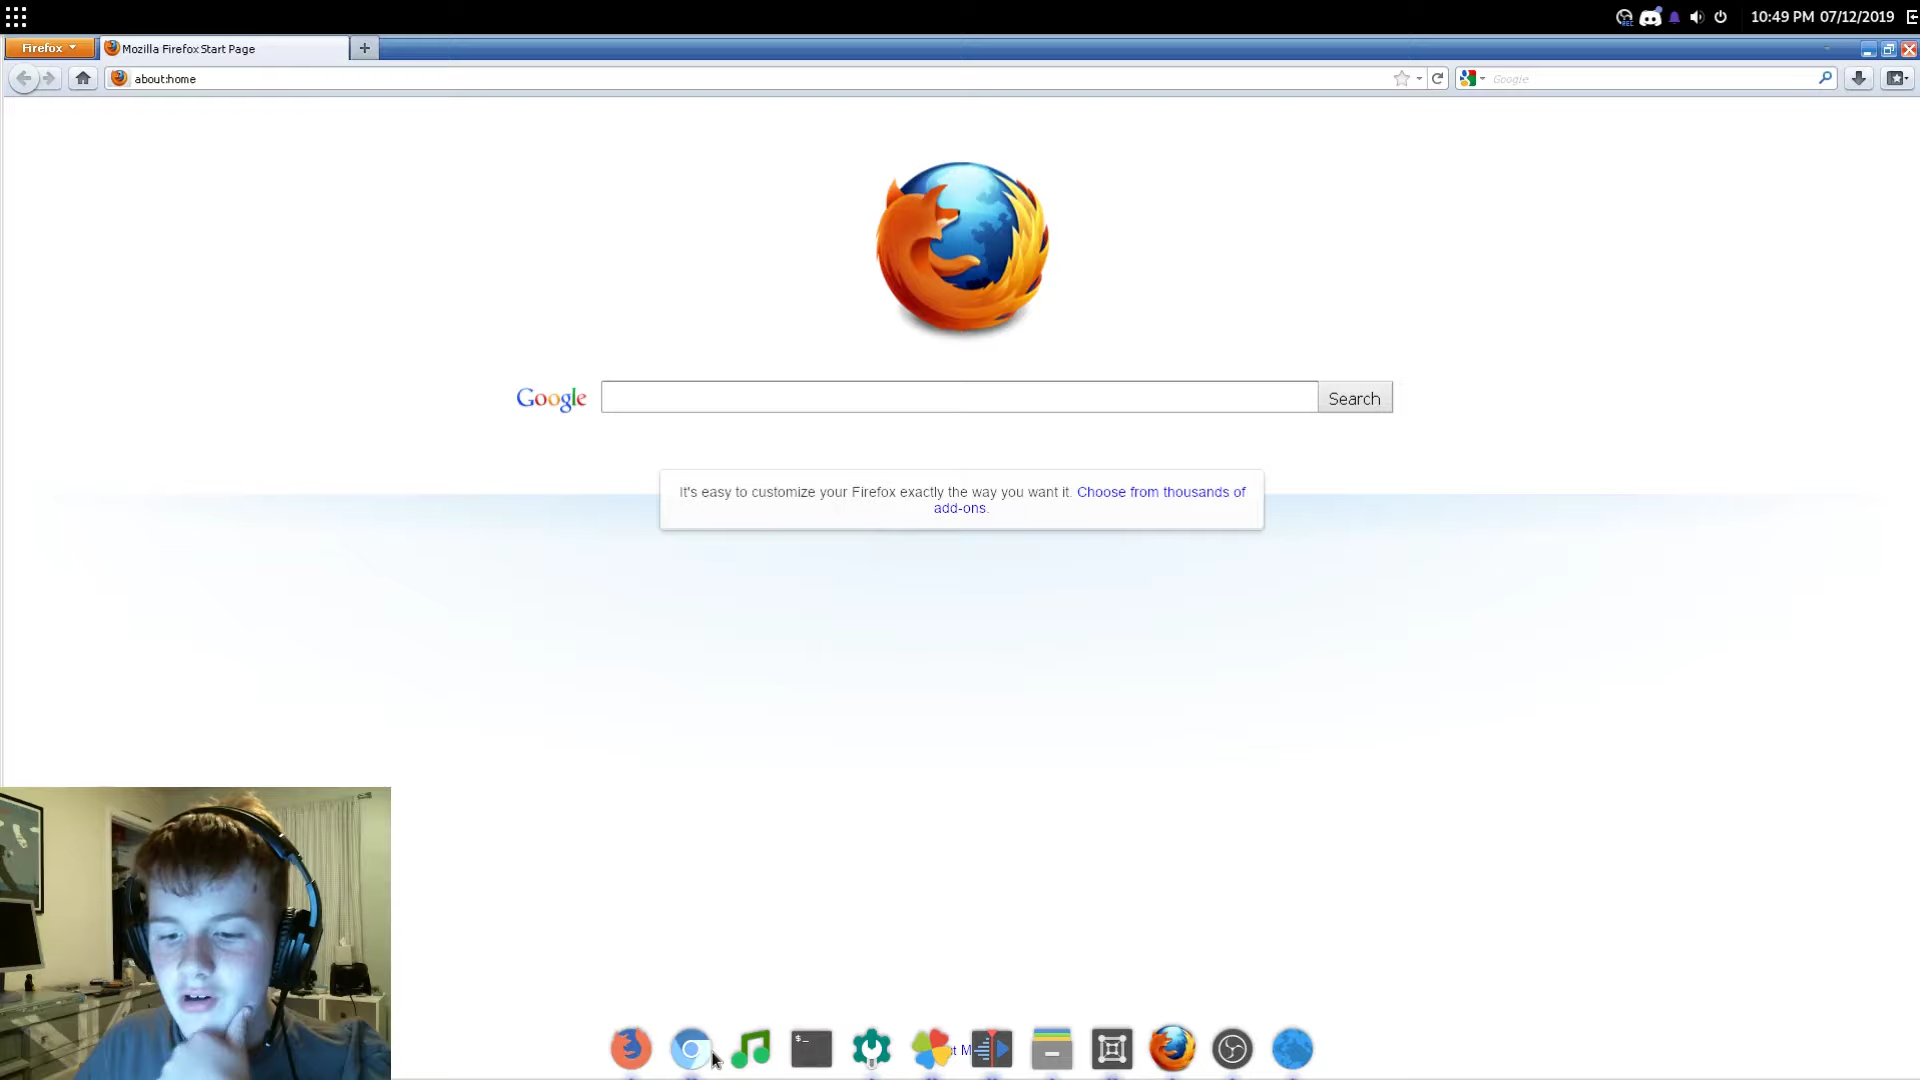 10:49 PM 07/12/2019
Firefox
Mozilla Firefox Start Page
about:home
Google
Google
Search
It's easy to customize your Firefox exactly the way you want it. Choose from thousands of
add-ons.
$_